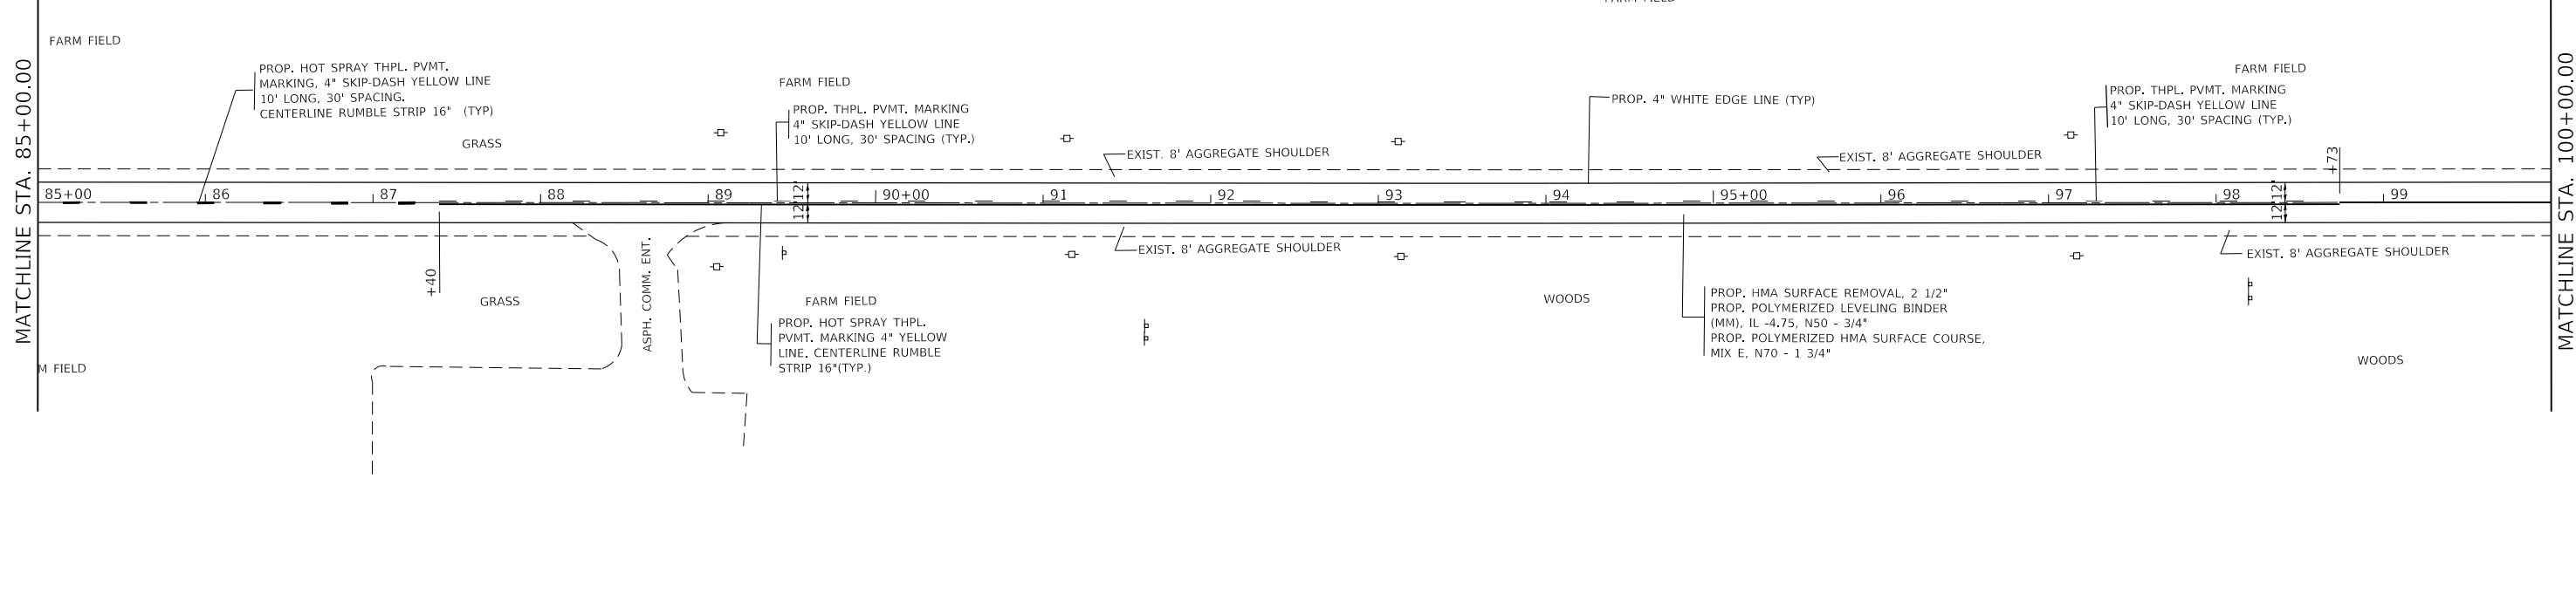 FARM FIELD
MATCHLINE STA. 85+00.00
FARM FIELD
PROP. HOT SPRAY THPL. PVMT.
MARKING, 4" SKIP-DASH YELLOW LINE
10' LONG, 30' SPACING.
CENTERLINE RUMBLE STRIP 16" (TYP)
GRASS
FARM FIELD
PROP. THPL. PVMT. MARKING
4" SKIP-DASH YELLOW LINE
10' LONG, 30' SPACING (TYP.)
EXIST. 8' AGGREGATE SHOULDER
PROP. 4" WHITE EDGE LINE (TYP)
EXIST. 8' AGGREGATE SHOULDER
FARM FIELD
PROP. THPL. PVMT. MARKING
4" SKIP-DASH YELLOW LINE
10' LONG, 30' SPACING (TYP.)
+73
MATCHLINE STA. 100+00.00
85+00 86 87 88 89 90+00 91 92 93 94 95+00 96 97 98 99
12'
12'
12'
12'
+40
GRASS
ASPH. COMM. ENT.
FARM FIELD
PROP. HOT SPRAY THPL.
PVMT. MARKING 4" YELLOW
LINE. CENTERLINE RUMBLE
STRIP 16"(TYP.)
EXIST. 8' AGGREGATE SHOULDER
WOODS
PROP. HMA SURFACE REMOVAL, 2 1/2"
PROP. POLYMERIZED LEVELING BINDER
(MM), IL -4.75, N50 - 3/4"
PROP. POLYMERIZED HMA SURFACE COURSE,
MIX E, N70 - 1 3/4"
EXIST. 8' AGGREGATE SHOULDER
WOODS
M FIELD